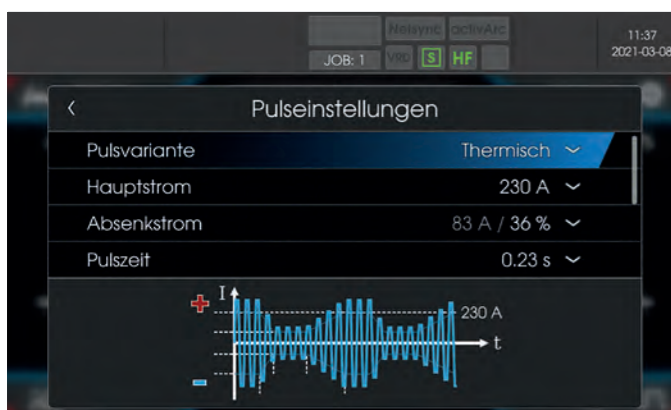 Netsync activArc
11:37
JOB: 1 VRD S HF
2021-03-08
Pulseinstellungen
Pulsvariante Thermisch
Hauptstrom 230 A
Absenkstrom 83 A / 36 %
Pulszeit 0.23 s
I
230 A
t